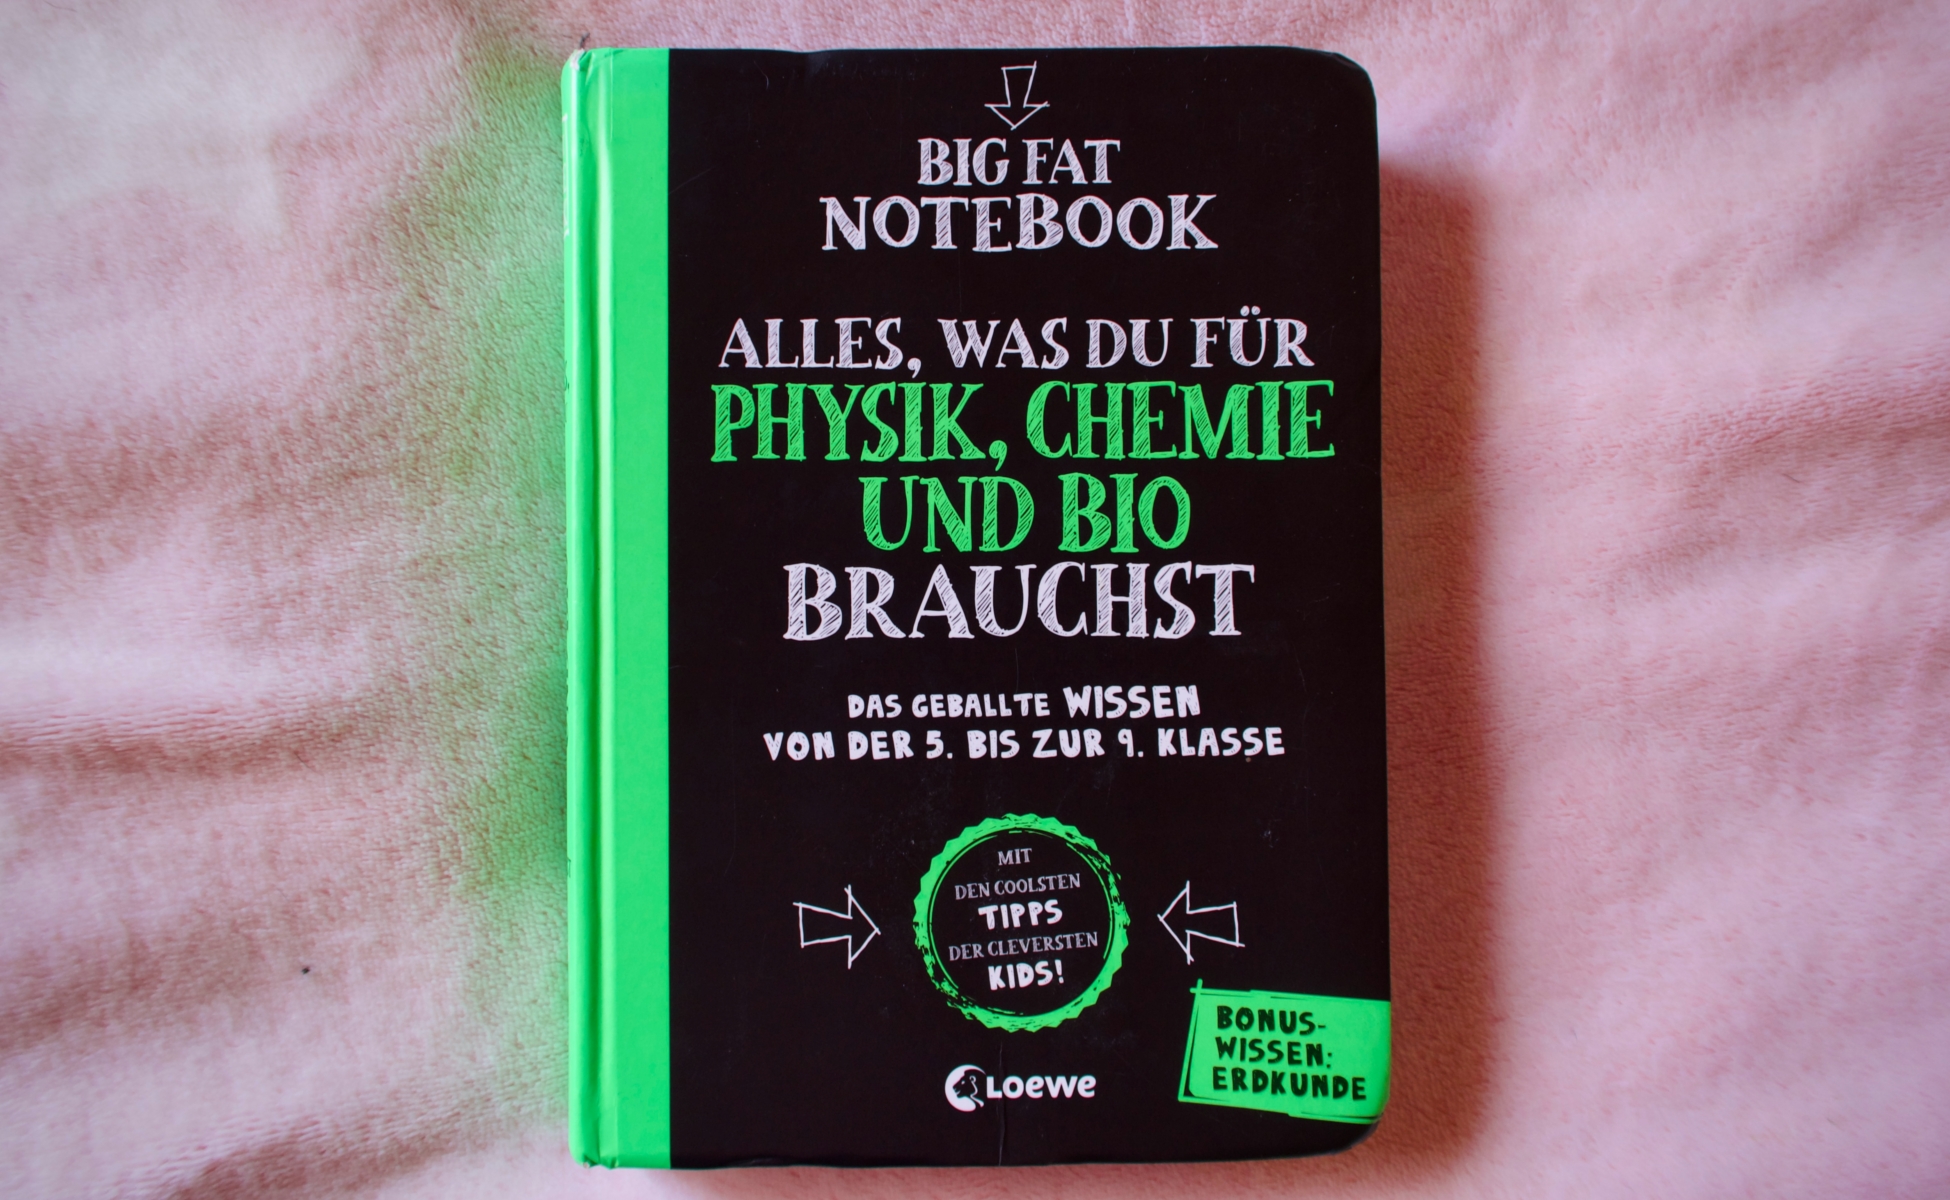 BIG FAT
NOTEBOOK
ALLES, WAS DU FÜR
PHYSIK, CHEMIE
UND BIO
BRAUCHST
DAS GEBALLTE WISSEN
VON DER 5. BIS ZUR 9. KLASSE
MIT
DEN COOLSTEN
TIPPS
DER CLEVERSTEN
KIDS!
LOEWE
BONUS-
WISSEN:
ERDKUNDE